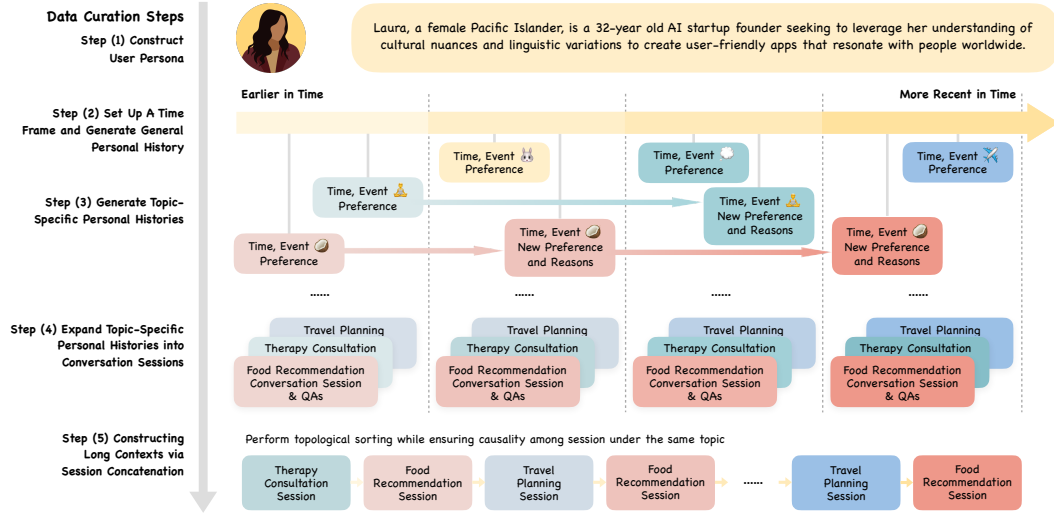 Data Curation Steps
Step (1) Construct
User Persona
Laura, a female Pacific Islander, is a 32-year old AI startup founder seeking to leverage her understanding of
cultural nuances and linguistic variations to create user-friendly apps that resonate with people worldwide.
Earlier in Time
More Recent in Time
Step (2) Set Up A Time
Frame and Generate General
Personal History
Time, Event
Preference
Time, Event
Preference
Time, Event
Preference
Step (3) Generate Topic-
Specific Personal Histories
Time, Event
Preference
Time, Event
New Preference
and Reasons
Time, Event
Preference
Time, Event
New Preference
and Reasons
Time, Event
New Preference
and Reasons
......
......
......
......
Step (4) Expand Topic-Specific
Personal Histories into
Conversation Sessions
Travel Planning
Therapy Consultation
Food Recommendation
Conversation Session
& QAs
Travel Planning
Therapy Consultation
Food Recommendation
Conversation Session
& QAs
Travel Planning
Therapy Consultation
Food Recommendation
Conversation Session
& QAs
Travel Planning
Therapy Consultation
Food Recommendation
Conversation Session
& QAs
Step (5) Constructing
Long Contexts via
Session Concatenation
Perform topological sorting while ensuring causality among session under the same topic
Therapy
Consultation
Session
Food
Recommendation
Session
Travel
Planning
Session
Food
Recommendation
Session
......
Travel
Planning
Session
Food
Recommendation
Session